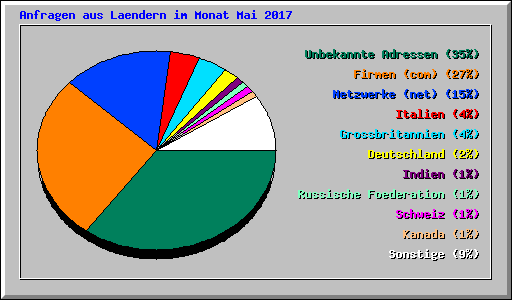 Anfragen aus Laendern im Monat Mai 2017
Unbekannte Adressen (35%)
Firmen (com) (27%)
Netzwerke (net) (15%)
Italien (4%)
Grossbritannien (4%)
Deutschland (2%)
Indien (1%)
Russische Foederation (1%)
Schweiz (1%)
Kanada (1%)
Sonstige (9%)